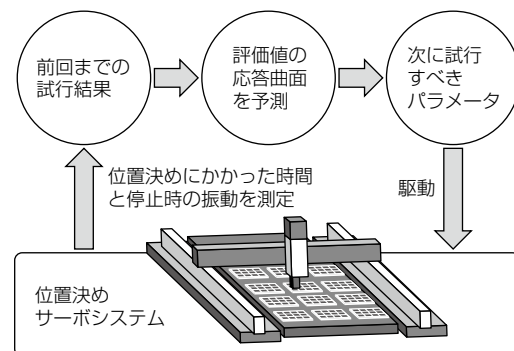 前回までの
試行結果
評価値の
応答曲面
を予測
次に試行
すべき
パラメータ
位置決めにかかった時間
と停止時の振動を測定
駆動
位置決め
サーボシステム